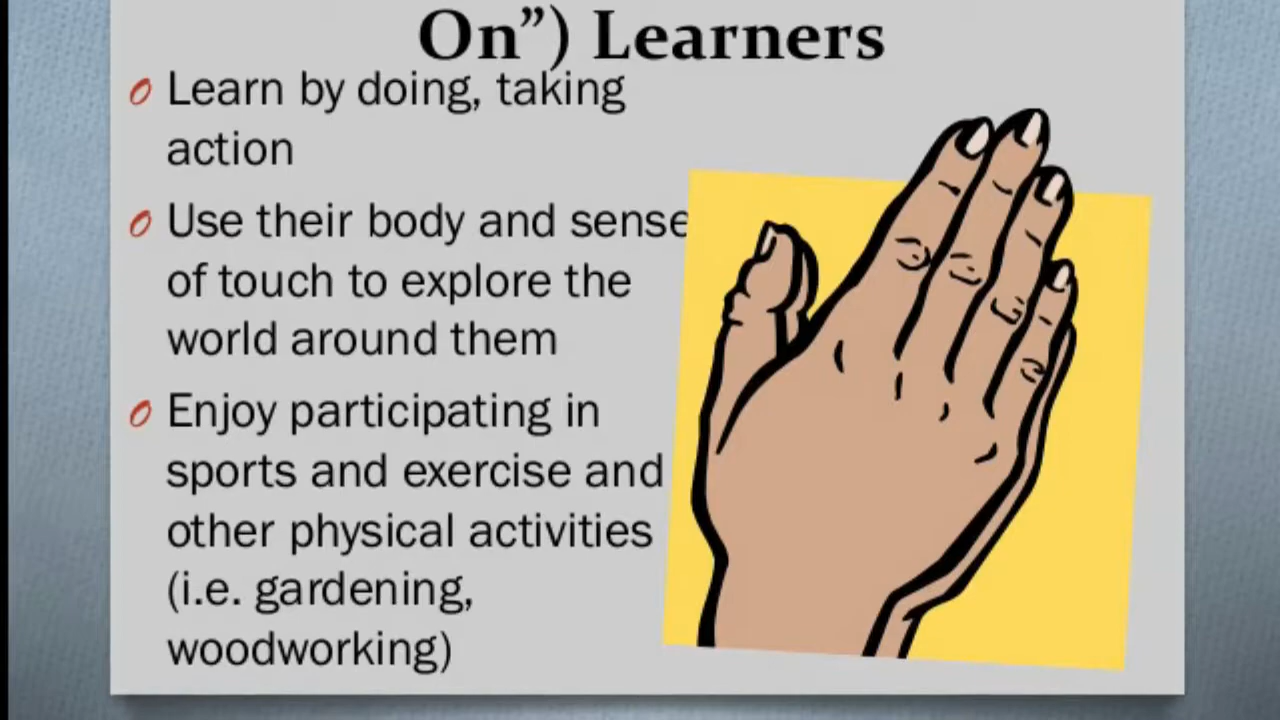 On”) Learners
Learn by doing, taking
action
Use their body and sense
of touch to explore the
world around them
Enjoy participating in
sports and exercise and
other physical activities
(i.e. gardening,
woodworking)